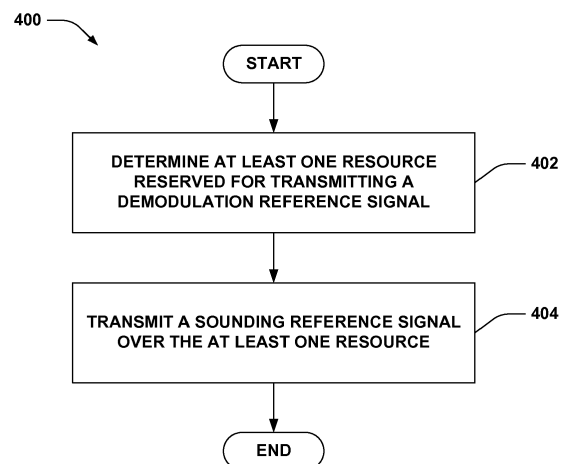 400
START
DETERMINE AT LEAST ONE RESOURCE
RESERVED FOR TRANSMITTING A
DEMODULATION REFERENCE SIGNAL
402
TRANSMIT A SOUNDING REFERENCE SIGNAL
OVER THE AT LEAST ONE RESOURCE
404
END